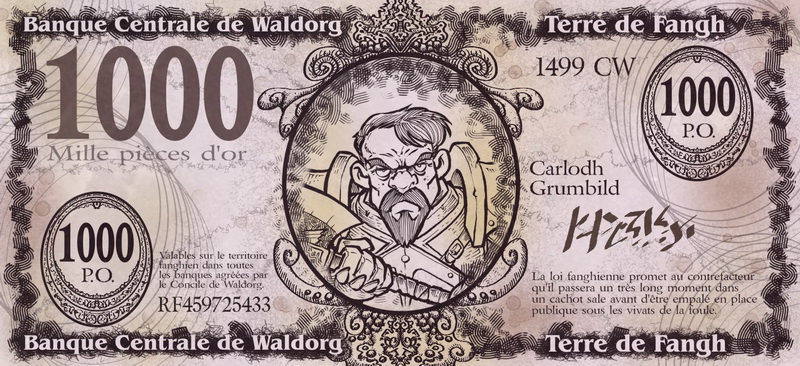 Banque Centrale de Waldorg
Terre de Fangh
1000
Mille pièces d'or
1499 CW
1000
P.O.
Carlodh
Grumbild
1000
P.O.
Valables sur le territoire
fanghien dans toutes
les banques agréées par
le Concile de Waldorg.
RF459725433
La loi fanghienne promet au contrefacteur
qu'il passera un très long moment dans
un cachot sale avant d'être empalé en place
publique sous les vivats de la foule.
Banque Centrale de Waldorg
Terre de Fangh